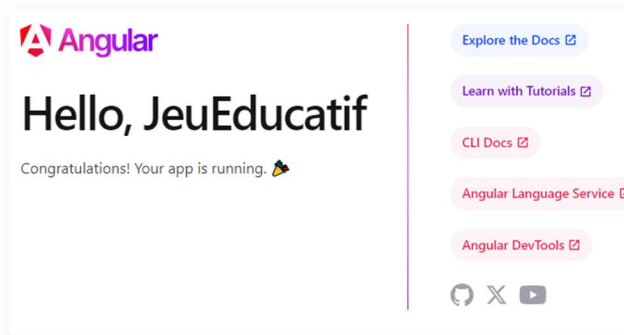 Angular
Hello, JeuEducatif
Congratulations! Your app is running. 🎉
Explore the Docs
Learn with Tutorials
CLI Docs
Angular Language Service
Angular DevTools